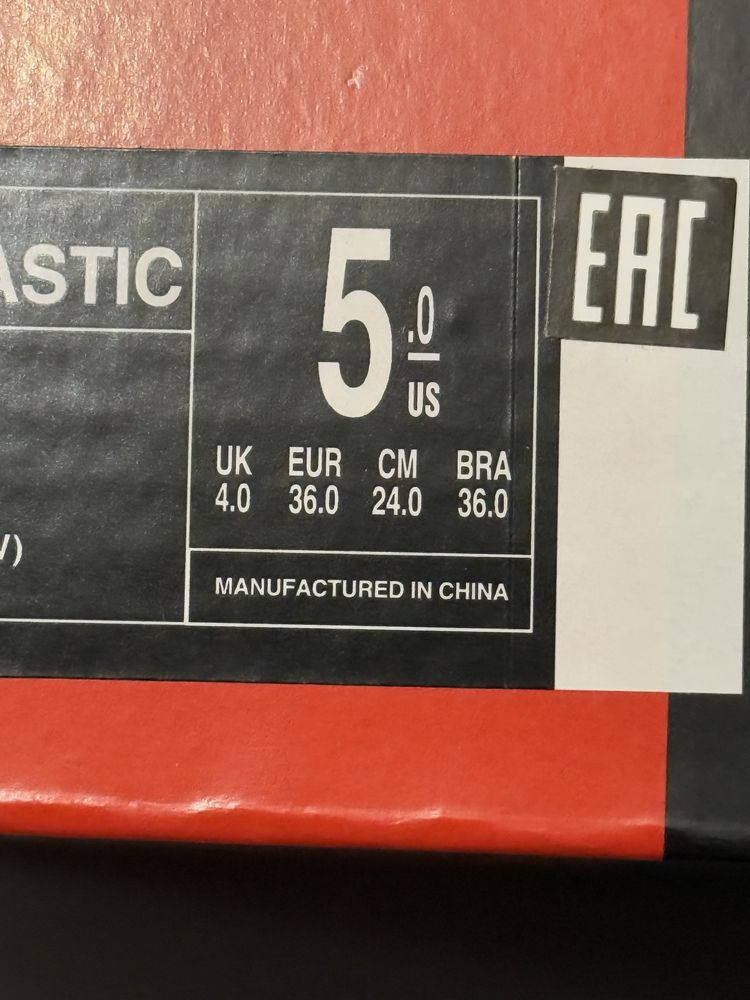 ASTIC
5.0
US
UK EUR CM BRA
4.0 36.0 24.0 36.0
V)
MANUFACTURED IN CHINA
EAC